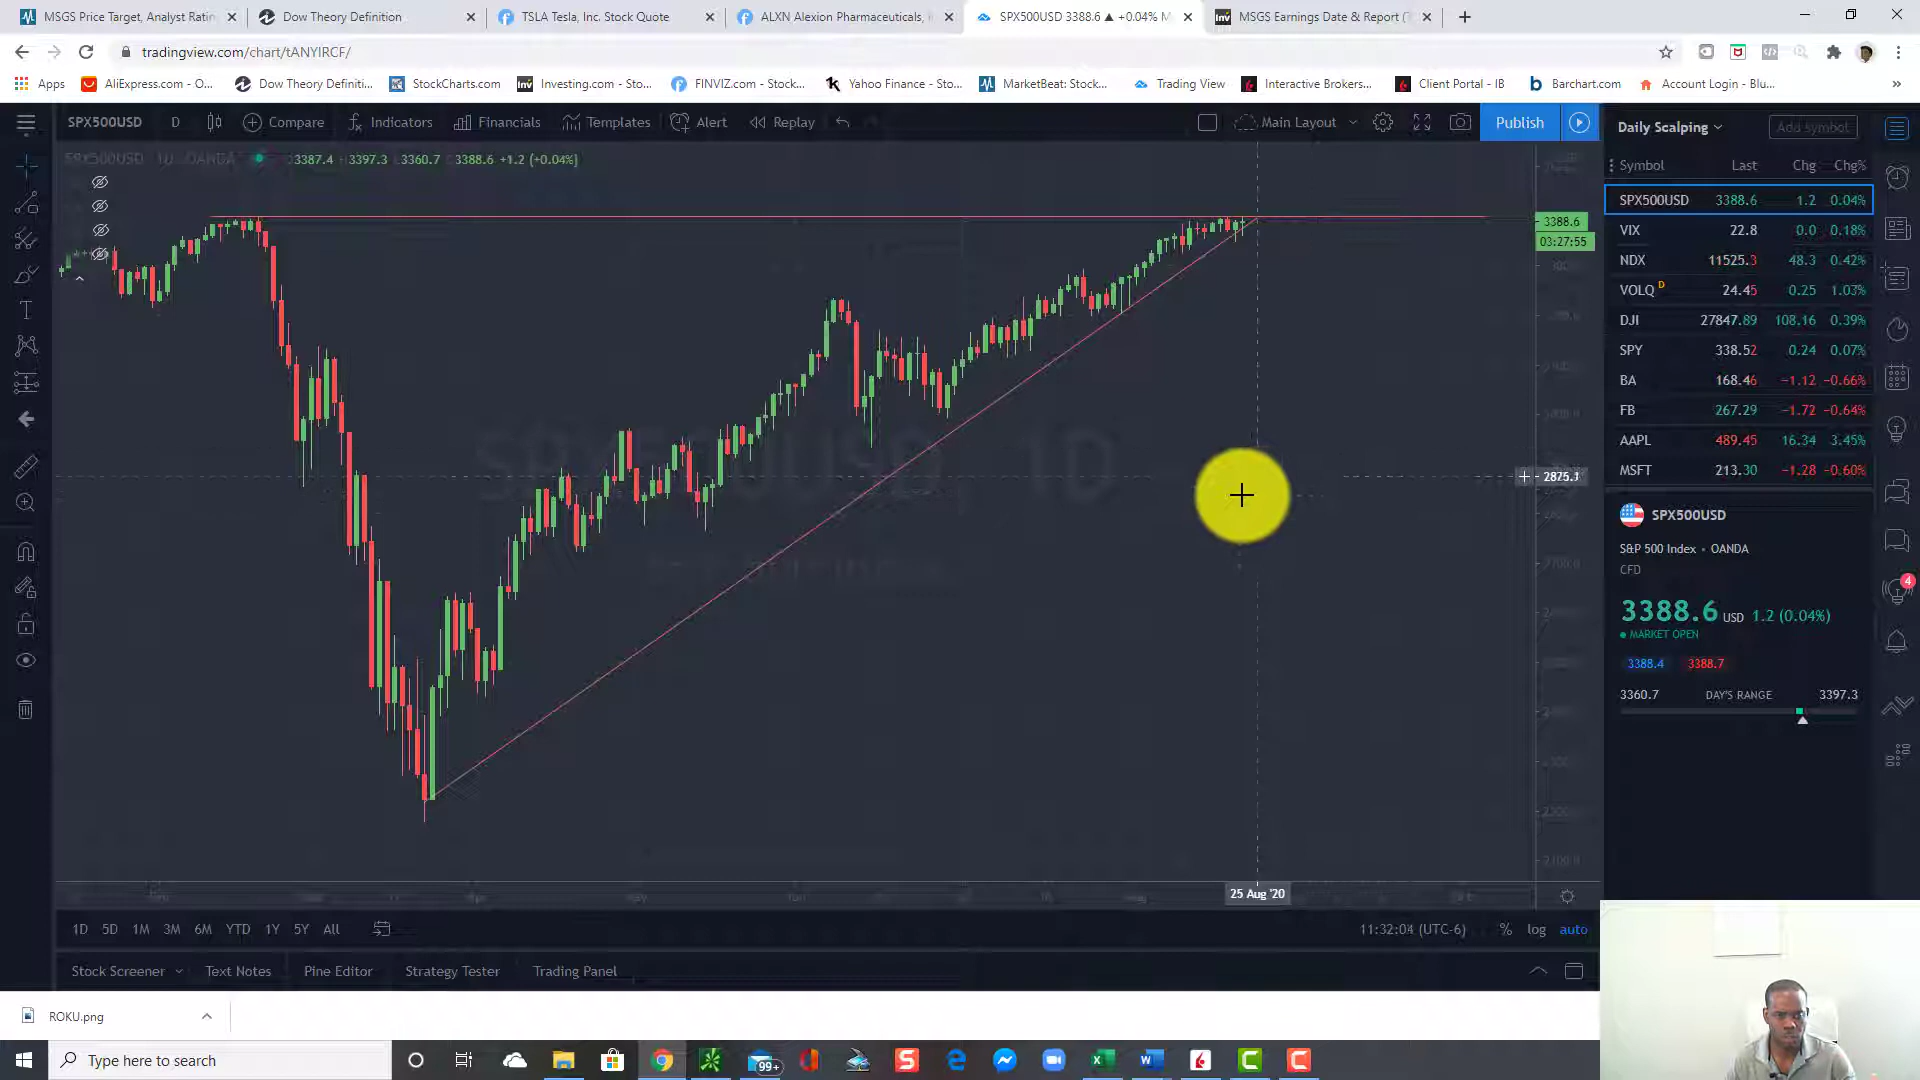 MSGS Price Target, Analyst Ratin
Dow Theory Definition
TSLA Tesla, Inc. Stock Quote
ALXN Alexion Pharmaceuticals,
SPX500USD 3388.6 ▲ +0.04% M
MSGS Earnings Date & Report (
tradingview.com/chart/tANYIRCF/
Apps
AliExpress.com - O...
Dow Theory Definiti...
StockCharts.com
Investing.com - Sto...
FINVIZ.com - Stock...
Yahoo Finance - Sto...
MarketBeat: Stock...
Trading View
Interactive Brokers...
Client Portal - IB
Barchart.com
Account Login - Blu...
SPX500USD D Compare Indicators Financials Templates Alert Replay Main Layout Publish
SPX500USD 1D OANDA 3387.4 3397.3 3360.7 3388.6 +1.2 (+0.04%)
3388.6
03:27:55
SPX500USD, 1D
2875.1
25 Aug '20
1D 5D 1M 3M 6M YTD 1Y 5Y All
11:32:04 (UTC-6) % log auto
Stock Screener Text Notes Pine Editor Strategy Tester Trading Panel
Daily Scalping Add symbol
Symbol Last Chg Chg%
SPX500USD 3388.6 1.2 0.04%
VIX 22.8 0.0 0.18%
NDX 11525.3 48.3 0.42%
VOLQ D 24.45 0.25 1.03%
DJI 27847.89 108.16 0.39%
SPY 338.52 0.24 0.07%
BA 168.46 −1.12 −0.66%
FB 267.29 −1.72 −0.64%
AAPL 489.45 16.34 3.45%
MSFT 213.30 −1.28 −0.60%
SPX500USD
S&P 500 Index • OANDA
CFD
3388.6 USD 1.2 (0.04%)
MARKET OPEN
3388.4 3388.7
3360.7 DAY'S RANGE 3397.3
4
ROKU.png
Type here to search
99+